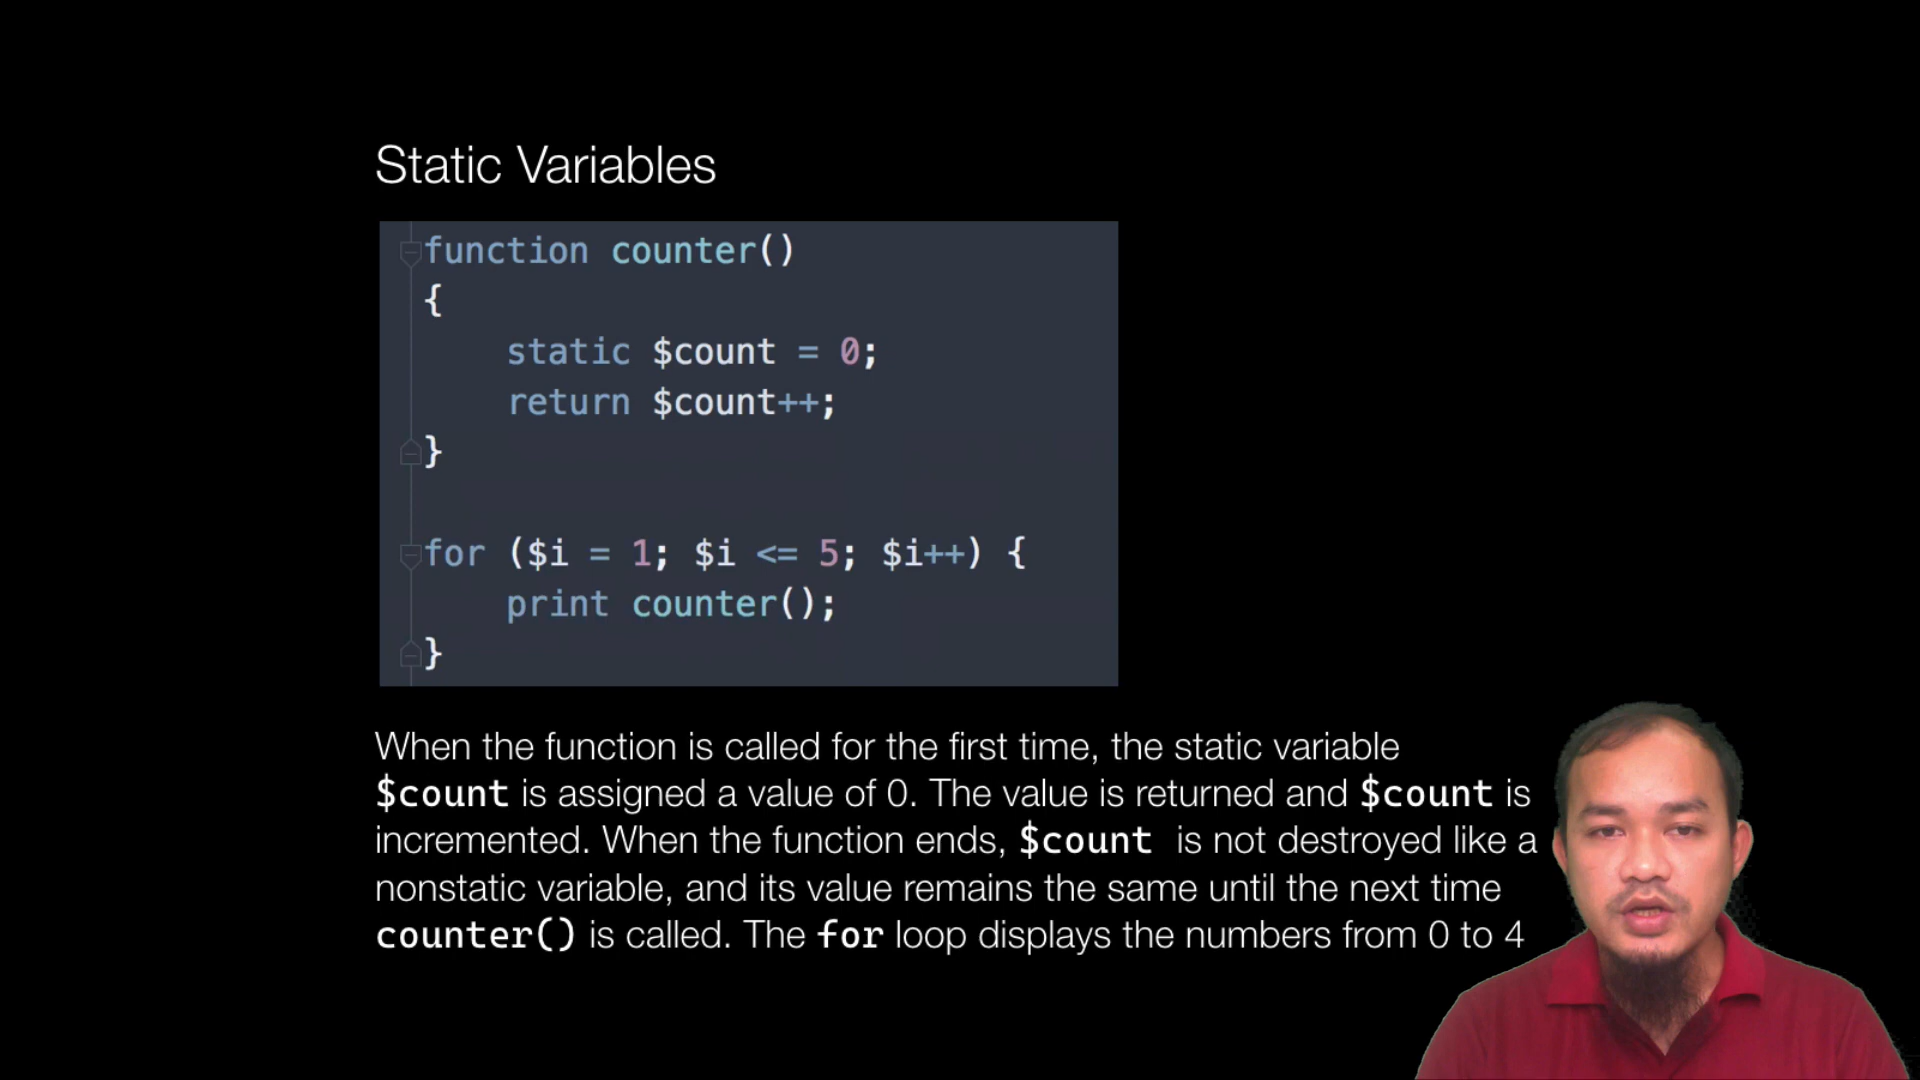 Static Variables
function counter()
{
    static $count = 0;
    return $count++;
}
for ($i = 1; $i <= 5; $i++) {
    print counter();
}
When the function is called for the first time, the static variable
$count is assigned a value of 0. The value is returned and $count is
incremented. When the function ends, $count is not destroyed like a
nonstatic variable, and its value remains the same until the next time
counter() is called. The for loop displays the numbers from 0 to 4